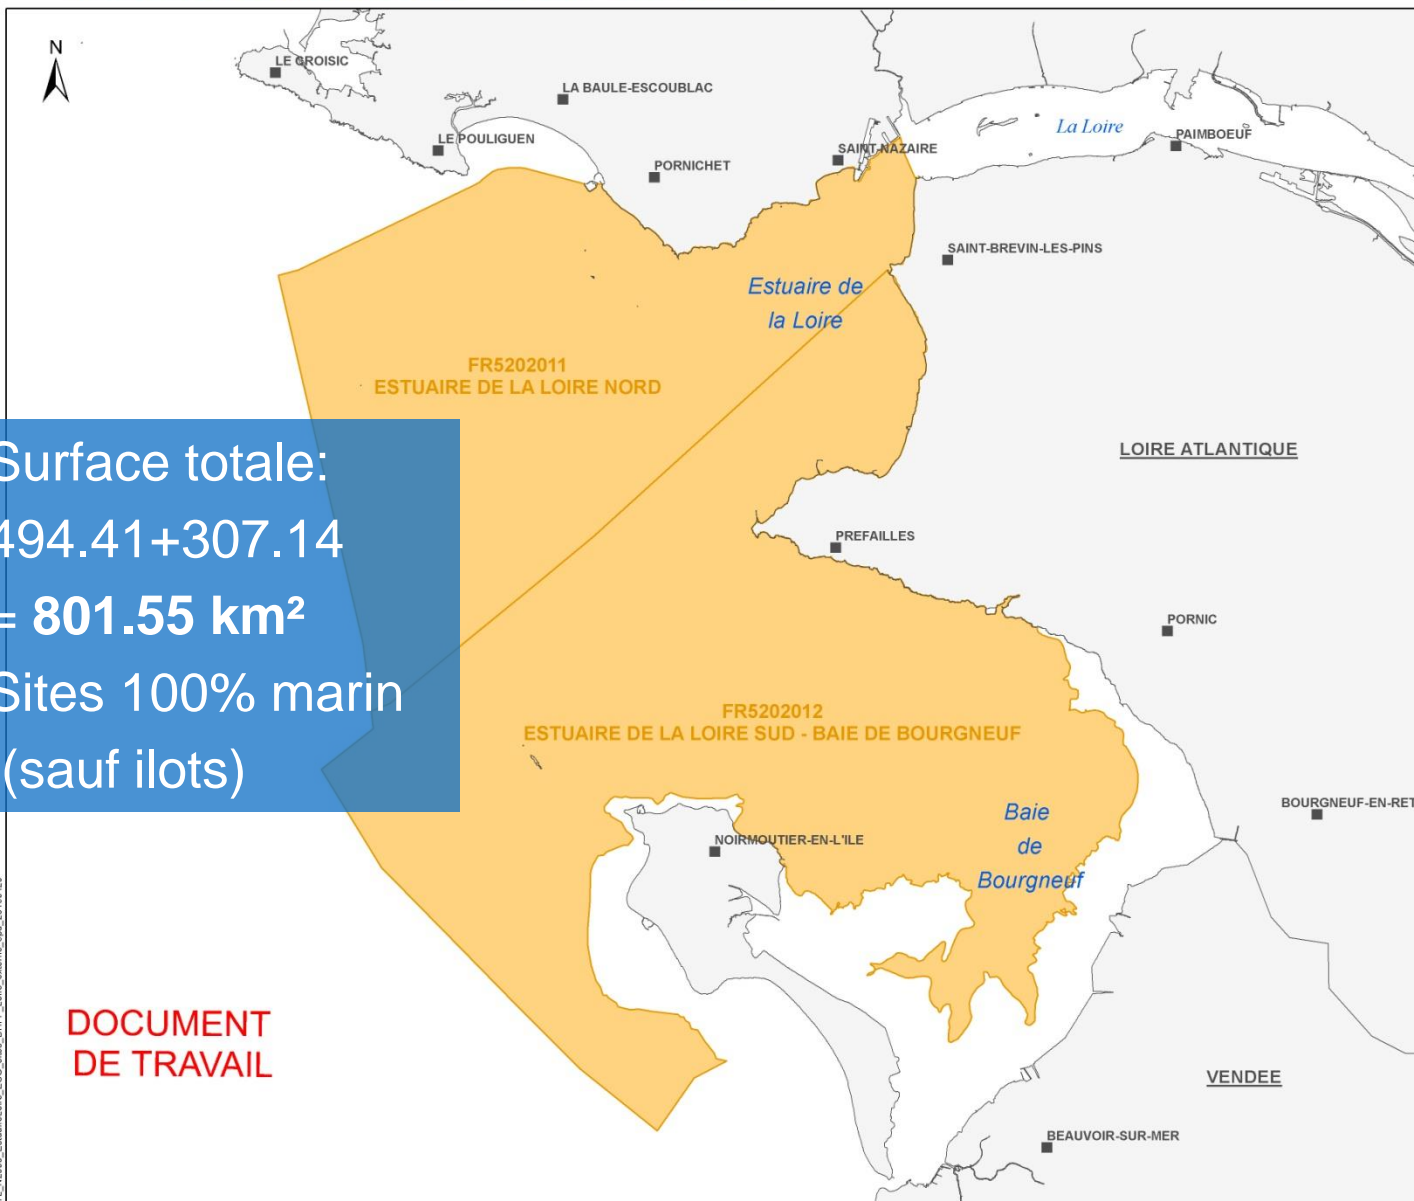 N
LE CROISIC
LA BAULE-ESCOUBLAC
LE POULIGUEN
PORNICHET
SAINT-NAZAIRE
La Loire
PAIMBOEUF
SAINT-BREVIN-LES-PINS
Estuaire de
la Loire
FR5202011
ESTUAIRE DE LA LOIRE NORD
LOIRE ATLANTIQUE
Surface totale:
494.41+307.14
= 801.55 km²
Sites 100% marin
(sauf ilots)
PREFAILLES
PORNIC
FR5202012
ESTUAIRE DE LA LOIRE SUD - BAIE DE BOURGNEUF
Baie
de
Bourgneuf
BOURGNEUF-EN-RET
NOIRMOUTIER-EN-L'ILE
DOCUMENT
DE TRAVAIL
VENDEE
BEAUVOIR-SUR-MER